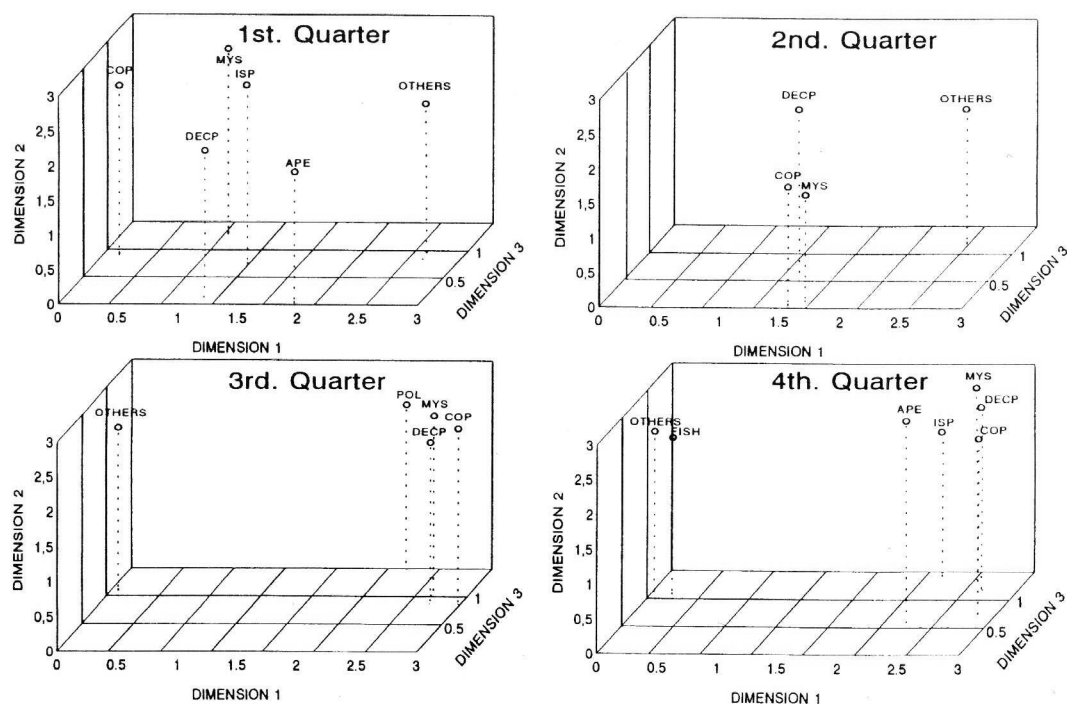 1st. Quarter
COP
MYS
ISP
OTHERS
DECP
APE
3
2,5
2
1,5
1
0,5
0
DIMENSION 2
0
0.5
1
1.5
2
2.5
3
DIMENSION 1
0.5
1
DIMENSION 3
2nd. Quarter
DECP
OTHERS
COP
MYS
3
2,5
2
1,5
1
0,5
0
DIMENSION 2
0
0.5
1
1.5
2
2.5
3
DIMENSION 1
0.5
1
DIMENSION 3
3rd. Quarter
OTHERS
POL
MYS
COP
DECP
3
2,5
2
1,5
1
0,5
0
DIMENSION 2
0
0.5
1
1.5
2
2.5
3
DIMENSION 1
0.5
1
DIMENSION 3
4th. Quarter
MYS
DECP
APE
ISP
COP
OTHERS
FISH
3
2,5
2
1,5
1
0,5
0
DIMENSION 2
0
0.5
1
1.5
2
2.5
3
DIMENSION 1
0.5
1
DIMENSION 3